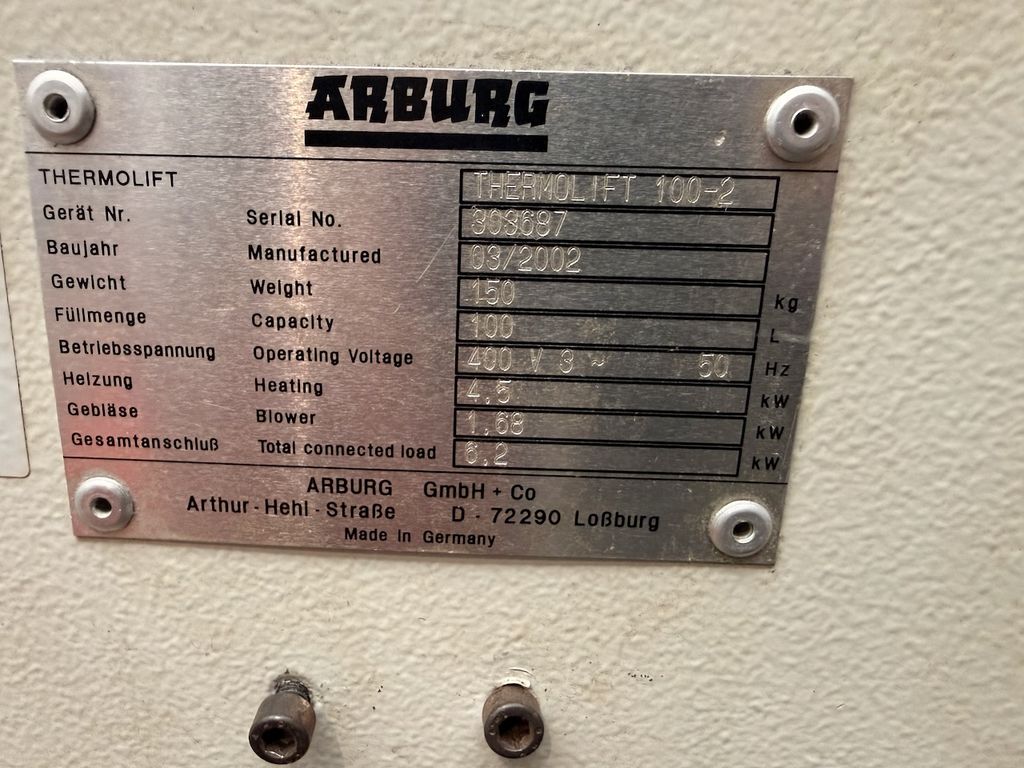 ARBURG
THERMOLIFT THERMOLIFT 100-2
Gerät Nr. Serial No. 303687
Baujahr Manufactured 03/2002
Gewicht Weight 150 kg
Füllmenge Capacity 100 L
Betriebsspannung Operating Voltage 400 V 3 ~ 50 Hz
Heizung Heating 4,5 kW
Gebläse Blower 1,68 kW
Gesamtanschluß Total connected load 6,2 kW
ARBURG GmbH + Co
Arthur - Hehl - Straße D - 72290 Loßburg
Made in Germany